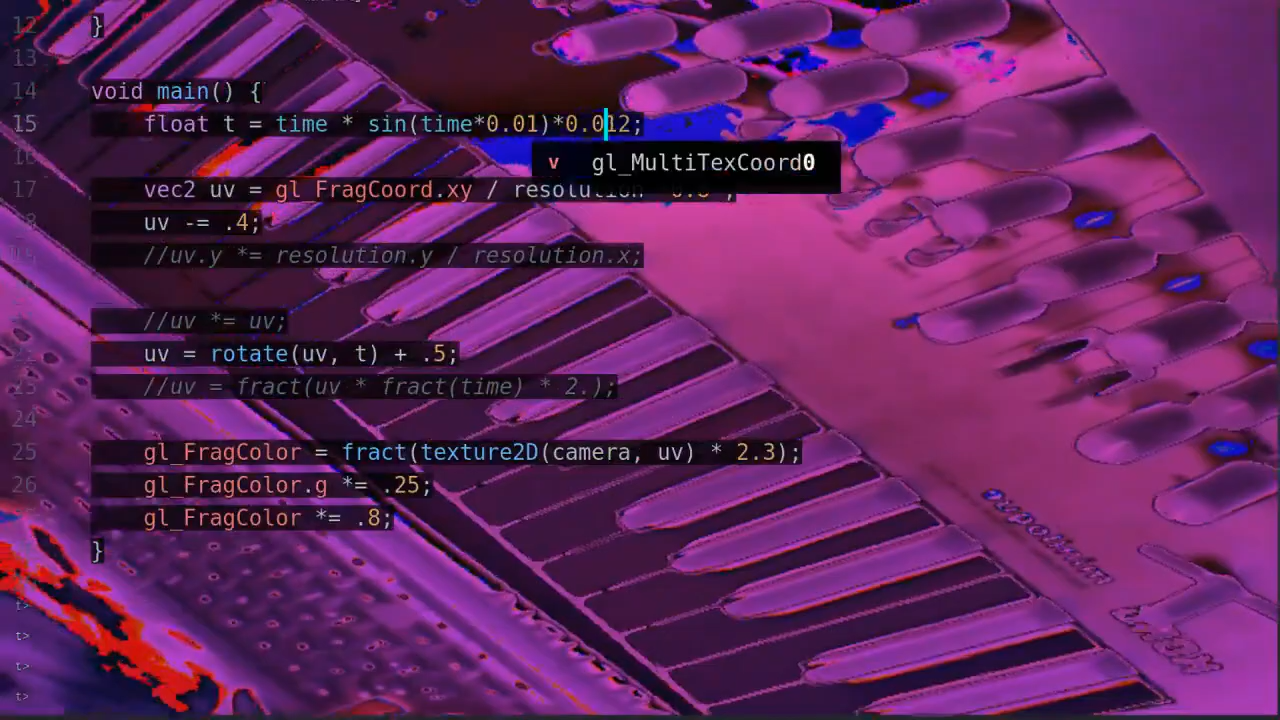 12 }
13
14 void main() {
15 float t = time * sin(time*0.01)*0.012;
16
v gl_MultiTexCoord0
17 vec2 uv = gl_FragCoord.xy / resolution
uv -= .4;
//uv.y *= resolution.y / resolution.x;
//uv *= uv;
uv = rotate(uv, t) + .5;
//uv = fract(uv * fract(time) * 2.);
24
25 gl_FragColor = fract(texture2D(camera, uv) * 2.3);
26 gl_FragColor.g *= .25;
gl_FragColor *= .8;
}
t>
t>
t>
t>